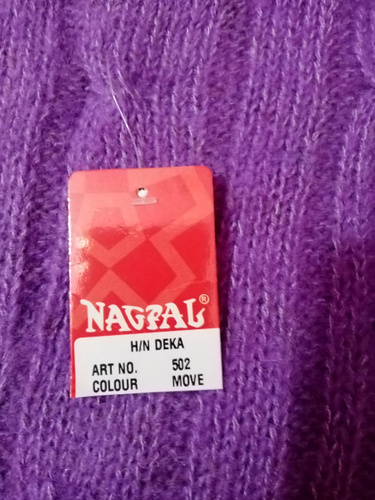 NAGPAL®
H/N DEKA
ART NO. 502
COLOUR MOVE